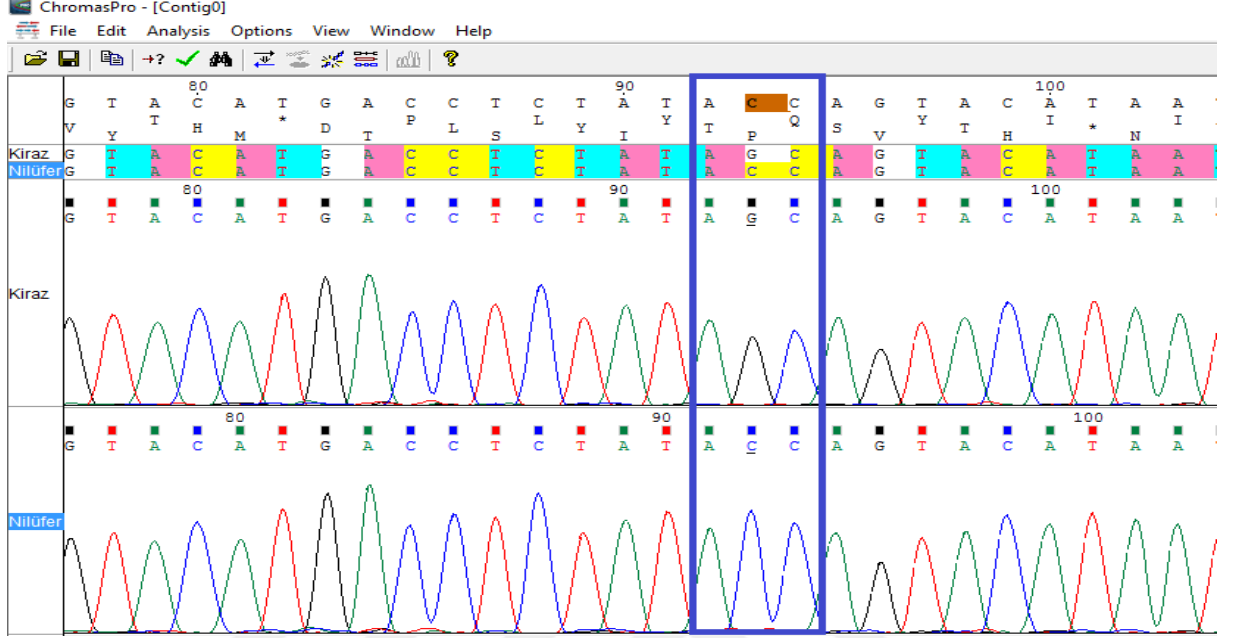 ChromasPro - [Contig0]
File Edit Analysis Options View Window Help
80 90 100
G T A C A T G A C C T C T A T A C C A G T A C A T A A
T * P L Y Q Y I I
V H D L Y T S T *
Y M T S I P V H N
Kiraz G T A C A T G A C C T C T A T A G C A G T A C A T A A
Nilüfer G T A C A T G A C C T C T A T A C C A G T A C A T A A
80 90 100
G T A C A T G A C C T C T A T A G C A G T A C A T A A
Kiraz
80 90 100
G T A C A T G A C C T C T A T A C C A G T A C A T A A
Nilüfer